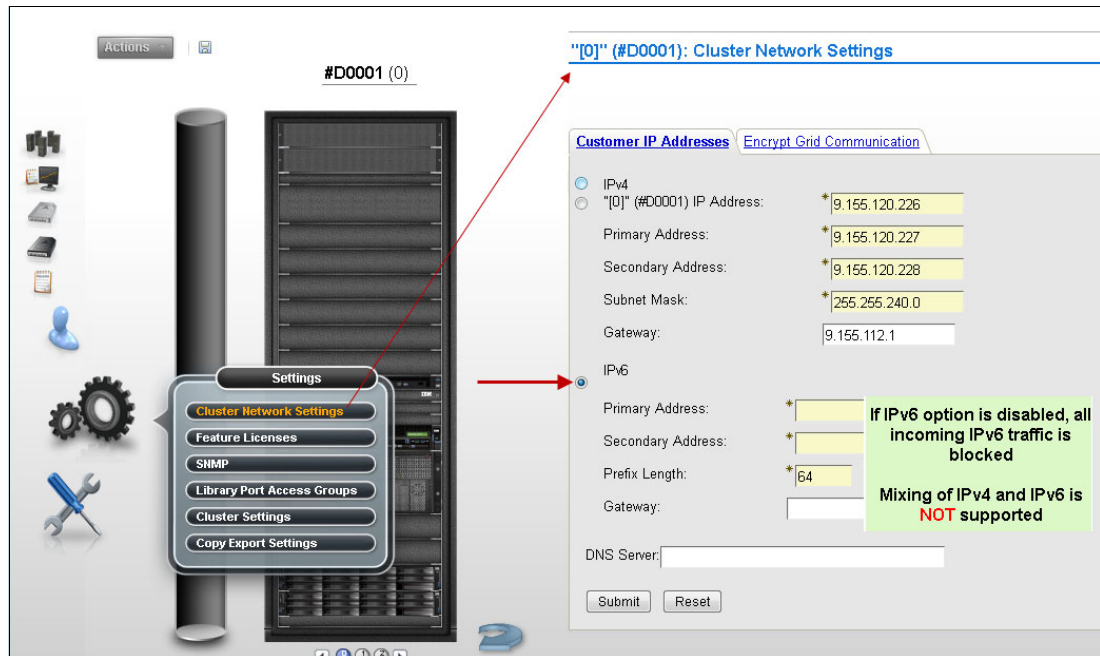 Actions
#D0001 (0)
IBM
Settings
Cluster Network Settings
Feature Licenses
SNMP
Library Port Access Groups
Cluster Settings
Copy Export Settings
0 1 2
"[0]" (#D0001): Cluster Network Settings
Customer IP Addresses Encrypt Grid Communication
IPv4
"[0]" (#D0001) IP Address: * 9.155.120.226
Primary Address: * 9.155.120.227
Secondary Address: * 9.155.120.228
Subnet Mask: * 255.255.240.0
Gateway: 9.155.112.1
IPv6
Primary Address: *
Secondary Address: *
Prefix Length: * 64
Gateway:
If IPv6 option is disabled, all
incoming IPv6 traffic is
blocked
Mixing of IPv4 and IPv6 is
NOT supported
DNS Server:
Submit Reset